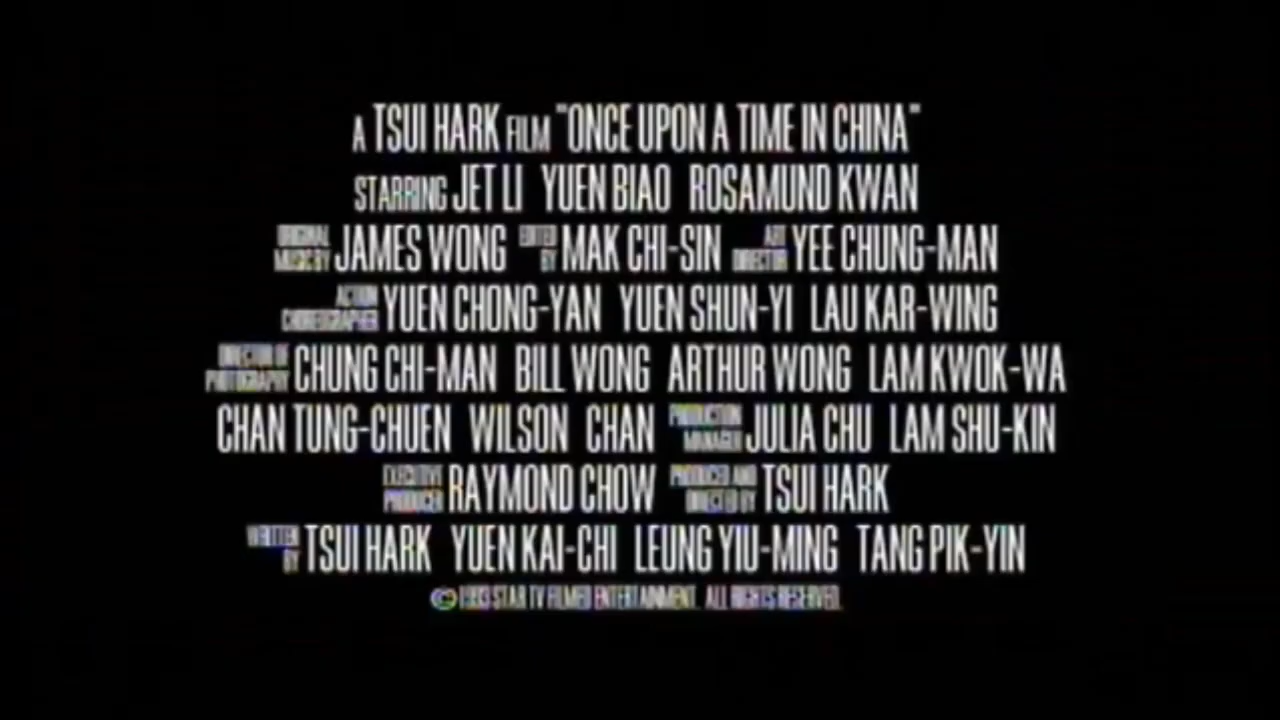 A TSUI HARK FILM "ONCE UPON A TIME IN CHINA"
STARRING JET LI YUEN BIAO ROSAMUND KWAN
ORIGINAL MUSIC BY JAMES WONG EDITED BY MAK CHI-SIN ART DIRECTOR YEE CHUNG-MAN
ACTION CHOREOGRAPHER YUEN CHONG-YAN YUEN SHUN-YI LAU KAR-WING
DIRECTOR OF PHOTOGRAPHY CHUNG CHI-MAN BILL WONG ARTHUR WONG LAM KWOK-WA
CHAN TUNG-CHUEN WILSON CHAN PRODUCTION MANAGER JULIA CHU LAM SHU-KIN
EXECUTIVE PRODUCER RAYMOND CHOW PRODUCED AND DIRECTED BY TSUI HARK
WRITTEN BY TSUI HARK YUEN KAI-CHI LEUNG YIU-MING TANG PIK-YIN
© STAR TV FILMED ENTERTAINMENT. ALL RIGHTS RESERVED.